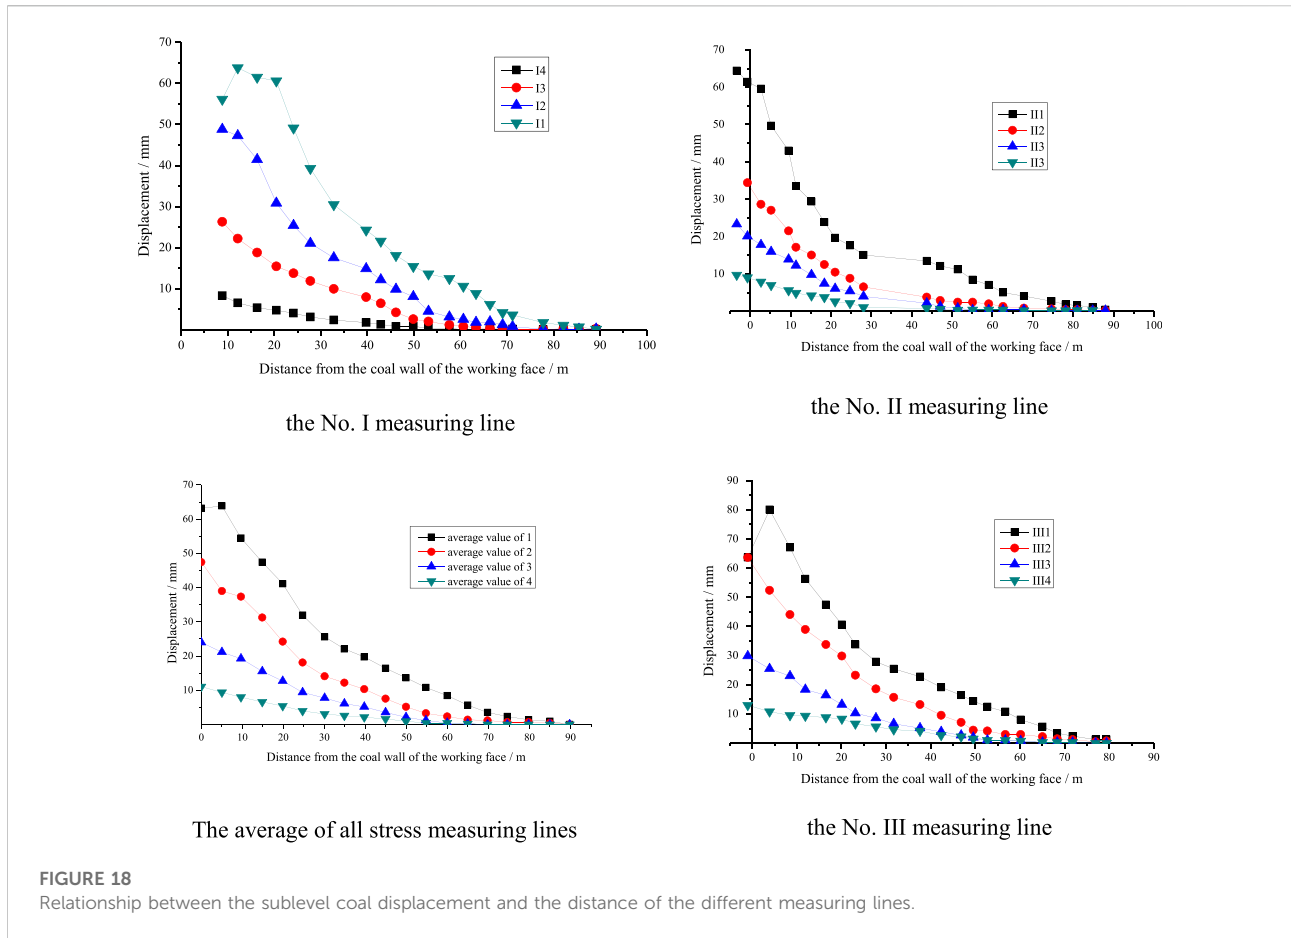 70
60
50
40
30
20
10
0 10 20 30 40 50 60 70 80 90 100
Displacement / mm
Distance from the coal wall of the working face / m
I4
I3
I2
I1
the No. I measuring line
70
60
50
40
30
20
10
0 10 20 30 40 50 60 70 80 90 100
Displacement / mm
Distance from the coal wall of the working face / m
II1
II2
II3
II3
the No. II measuring line
70
60
50
40
30
20
10
0 10 20 30 40 50 60 70 80 90
Displacement / mm
Distance from the coal wall of the working face / m
average value of 1
average value of 2
average value of 3
average value of 4
The average of all stress measuring lines
90
80
70
60
50
40
30
20
10
0 10 20 30 40 50 60 70 80 90
Displacement / mm
Distance from the coal wall of the working face / m
III1
III2
III3
III4
the No. III measuring line
FIGURE 18
Relationship between the sublevel coal displacement and the distance of the different measuring lines.